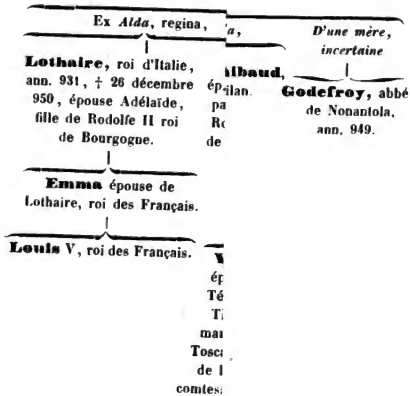 Ex Alda, regina,
Lothaire, roi d'Italie,
ann. 931, † 26 décembre
950, épouse Adélaïde,
fille de Rodolfe II roi
de Bourgogne.
Emma épouse de
Lothaire, roi des Français.
Louis V, roi des Français.
D'une mère,
incertaine
Godefroy, abbé
de Nonantola,
ann. 949.